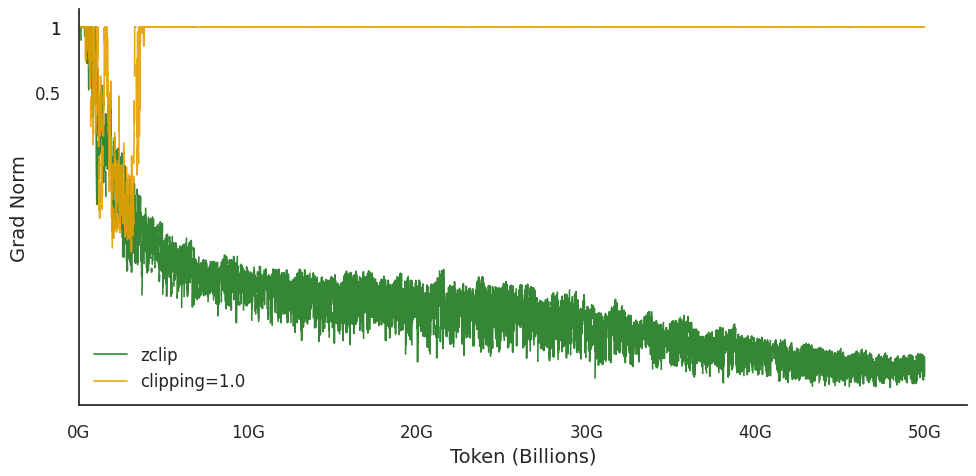 1
0.5
Grad Norm
zclip
clipping=1.0
0G 10G 20G 30G 40G 50G
Token (Billions)